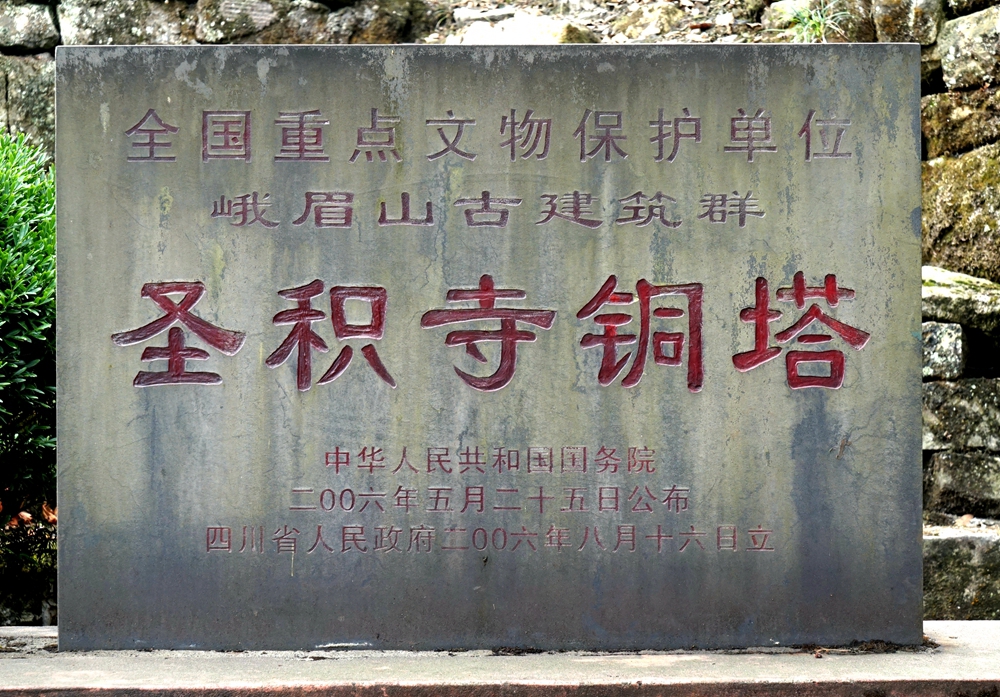 全国重点文物保护单位
峨眉山古建筑群
圣积寺铜塔
中华人民共和国国务院
二00六年五月二十五日公布
四川省人民政府二00六年八月十六日立